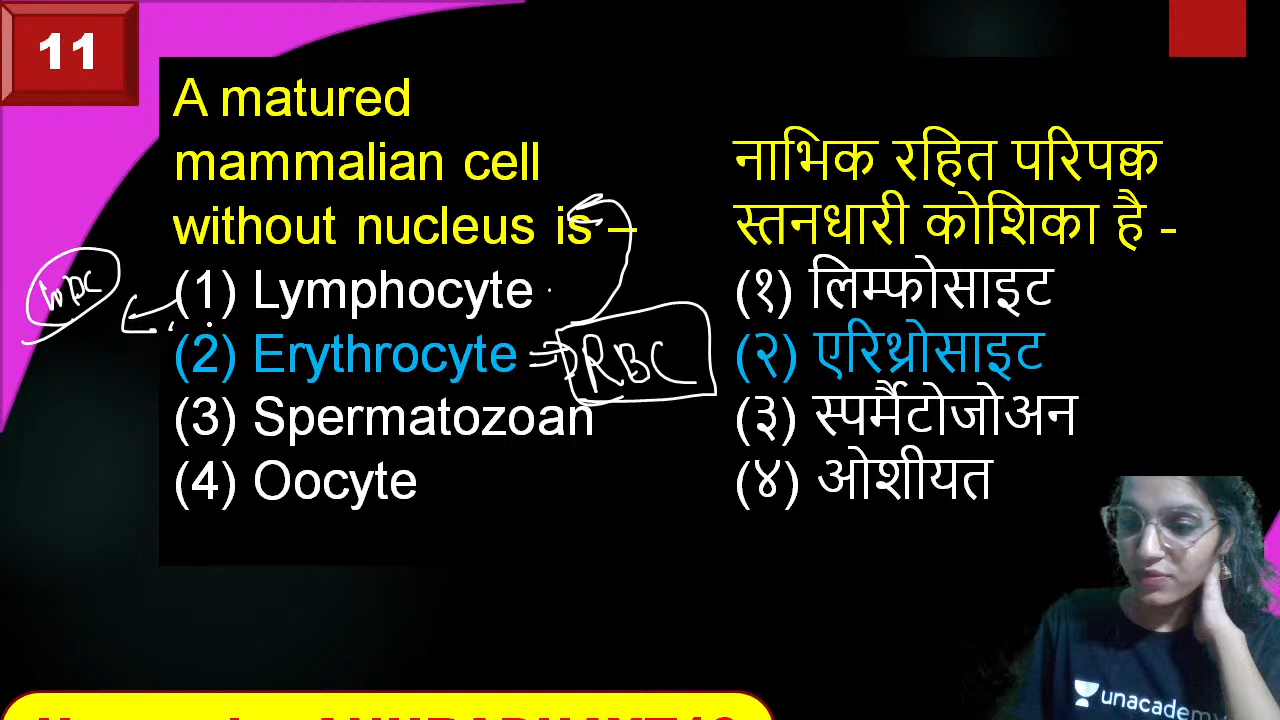 11
A matured
mammalian cell
without nucleus is –
(1) Lymphocyte
(2) Erythrocyte
(3) Spermatozoan
(4) Oocyte
WBC
RBC
नाभिक रहित परिपक्व
स्तनधारी कोशिका है -
(१) लिम्फोसाइट
(२) एरिथ्रोसाइट
(३) स्पर्मैटोजोअन
(४) ओशीयत
unacademy